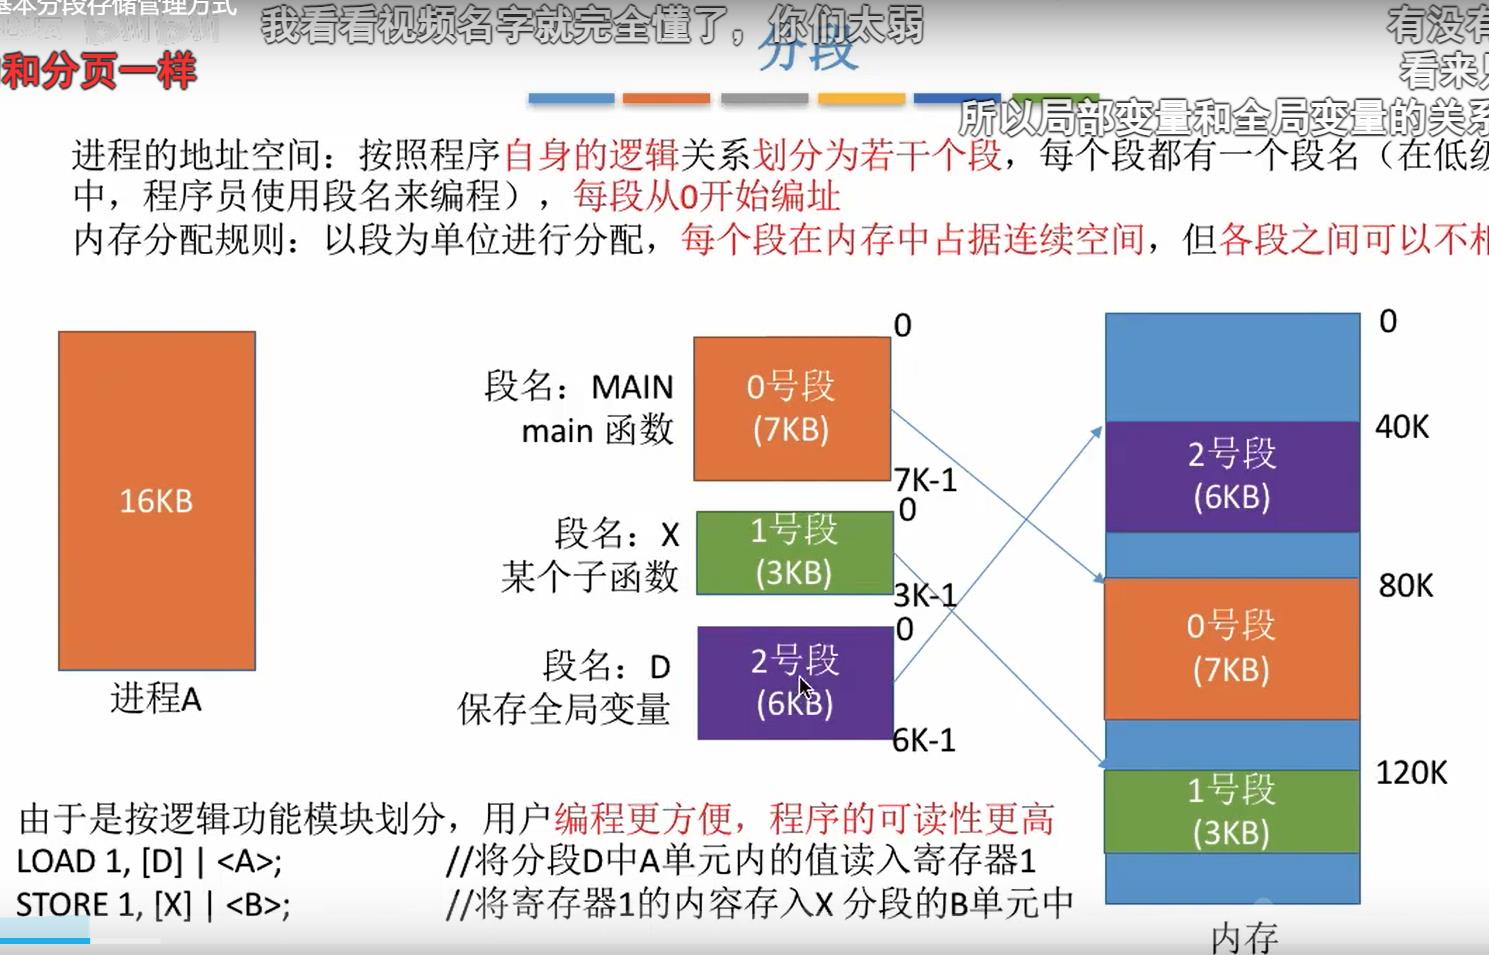 基本分段存储管理方式
我看看视频名字就完全懂了，你们太弱
有没有
分段
和分页一样
看来
所以局部变量和全局变量的关系
进程的地址空间：按照程序自身的逻辑关系划分为若干个段，每个段都有一个段名（在低级
中，程序员使用段名来编程），每段从0开始编址
内存分配规则：以段为单位进行分配，每个段在内存中占据连续空间，但各段之间可以不相
16KB
进程A
段名：MAIN
main 函数
0
0号段
(7KB)
7K-1
段名：X
某个子函数
0
1号段
(3KB)
3K-1
段名：D
保存全局变量
0
2号段
(6KB)
6K-1
0
40K
2号段
(6KB)
80K
0号段
(7KB)
120K
1号段
(3KB)
内存
由于是按逻辑功能模块划分，用户编程更方便，程序的可读性更高
LOAD 1, [D] | <A>; //将分段D中A单元内的值读入寄存器1
STORE 1, [X] | <B>; //将寄存器1的内容存入X 分段的B单元中